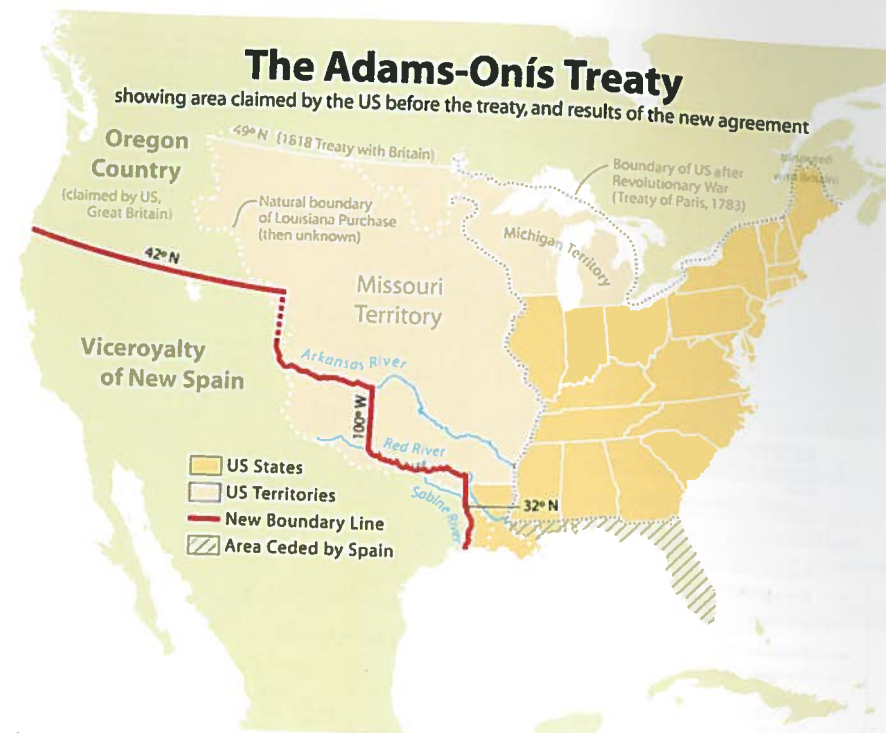 The Adams-Onís Treaty
showing area claimed by the US before the treaty, and results of the new agreement
Oregon
Country
(claimed by US,
Great Britain)
49° N (1818 Treaty with Britain)
Boundary of US after
Revolutionary War
(Treaty of Paris, 1783)
disputed
with Britain)
Natural boundary
of Louisiana Purchase
(then unknown)
Michigan Territory
42° N
Missouri
Territory
Viceroyalty
of New Spain
Arkansas River
100° W
Red River
Sabine River
32° N
US States
US Territories
New Boundary Line
Area Ceded by Spain